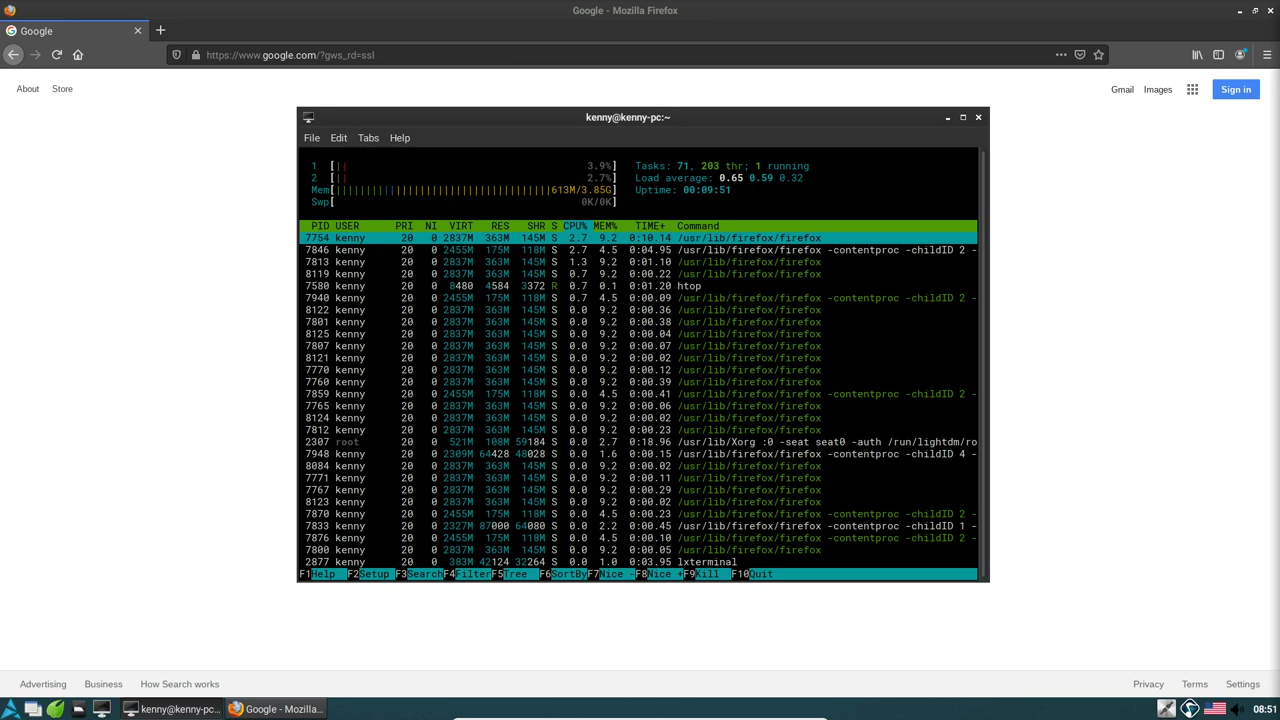 Google - Mozilla Firefox
Google
https://www.google.com/?gws_rd=ssl
About Store
Gmail Images Sign in
kenny@kenny-pc:~
File Edit Tabs Help
1 [|| 3.9%] Tasks: 71, 203 thr; 1 running
2 [|| 2.7%] Load average: 0.65 0.59 0.32
Mem[||||||||||||||||||||||||||||||||||||613M/3.85G] Uptime: 00:09:51
Swp[ 0K/0K]
PID USER PRI NI VIRT RES SHR S CPU% MEM% TIME+ Command
7754 kenny 20 0 2837M 363M 145M S 2.7 9.2 0:10.14 /usr/lib/firefox/firefox
7846 kenny 20 0 2455M 175M 118M S 2.7 4.5 0:04.95 /usr/lib/firefox/firefox -contentproc -childID 2 -
7813 kenny 20 0 2837M 363M 145M S 1.3 9.2 0:01.10 /usr/lib/firefox/firefox
8119 kenny 20 0 2837M 363M 145M S 0.7 9.2 0:00.22 /usr/lib/firefox/firefox
7580 kenny 20 0 8480 4584 3372 R 0.7 0.1 0:01.20 htop
7940 kenny 20 0 2455M 175M 118M S 0.7 4.5 0:00.09 /usr/lib/firefox/firefox -contentproc -childID 2 -
8122 kenny 20 0 2837M 363M 145M S 0.0 9.2 0:00.36 /usr/lib/firefox/firefox
7801 kenny 20 0 2837M 363M 145M S 0.0 9.2 0:00.38 /usr/lib/firefox/firefox
8125 kenny 20 0 2837M 363M 145M S 0.0 9.2 0:00.04 /usr/lib/firefox/firefox
7807 kenny 20 0 2837M 363M 145M S 0.0 9.2 0:00.07 /usr/lib/firefox/firefox
8121 kenny 20 0 2837M 363M 145M S 0.0 9.2 0:00.02 /usr/lib/firefox/firefox
7770 kenny 20 0 2837M 363M 145M S 0.0 9.2 0:00.12 /usr/lib/firefox/firefox
7760 kenny 20 0 2837M 363M 145M S 0.0 9.2 0:00.39 /usr/lib/firefox/firefox
7859 kenny 20 0 2455M 175M 118M S 0.0 4.5 0:00.41 /usr/lib/firefox/firefox -contentproc -childID 2 -
7765 kenny 20 0 2837M 363M 145M S 0.0 9.2 0:00.06 /usr/lib/firefox/firefox
8124 kenny 20 0 2837M 363M 145M S 0.0 9.2 0:00.02 /usr/lib/firefox/firefox
7812 kenny 20 0 2837M 363M 145M S 0.0 9.2 0:00.23 /usr/lib/firefox/firefox
2307 root 20 0 521M 108M 59184 S 0.0 2.7 0:18.96 /usr/lib/Xorg :0 -seat seat0 -auth /run/lightdm/ro
7948 kenny 20 0 2309M 64428 48028 S 0.0 1.6 0:00.15 /usr/lib/firefox/firefox -contentproc -childID 4 -
8084 kenny 20 0 2837M 363M 145M S 0.0 9.2 0:00.02 /usr/lib/firefox/firefox
7771 kenny 20 0 2837M 363M 145M S 0.0 9.2 0:00.11 /usr/lib/firefox/firefox
7767 kenny 20 0 2837M 363M 145M S 0.0 9.2 0:00.29 /usr/lib/firefox/firefox
8123 kenny 20 0 2837M 363M 145M S 0.0 9.2 0:00.02 /usr/lib/firefox/firefox
7870 kenny 20 0 2455M 175M 118M S 0.0 4.5 0:00.23 /usr/lib/firefox/firefox -contentproc -childID 2 -
7833 kenny 20 0 2327M 87000 64080 S 0.0 2.2 0:00.45 /usr/lib/firefox/firefox -contentproc -childID 1 -
7876 kenny 20 0 2455M 175M 118M S 0.0 4.5 0:00.10 /usr/lib/firefox/firefox -contentproc -childID 2 -
7800 kenny 20 0 2837M 363M 145M S 0.0 9.2 0:00.05 /usr/lib/firefox/firefox
2877 kenny 20 0 383M 42124 32264 S 0.0 1.0 0:03.95 lxterminal
F1Help F2Setup F3SearchF4FilterF5Tree F6SortByF7Nice -F8Nice +F9Kill F10Quit
Advertising Business How Search works Privacy Terms Settings
kenny@kenny-pc... Google - Mozilla... 08:51